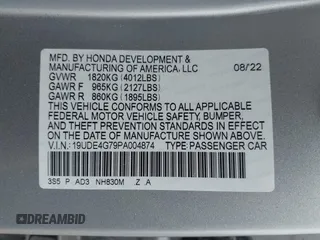 MFD. BY HONDA DEVELOPMENT &
MANUFACTURING OF AMERICA, LLC 08/22
GVWR 1820KG (4012LBS)
GAWR F 965KG (2127LBS)
GAWR R 860KG (1895LBS)
THIS VEHICLE CONFORMS TO ALL APPLICABLE
FEDERAL MOTOR VEHICLE SAFETY, BUMPER,
AND THEFT PREVENTION STANDARDS IN EFFECT
ON THE DATE OF MANUFACTURE SHOWN ABOVE.
V.I.N.: 19UDE4G79PA004874 TYPE PASSENGER CAR
3S5 P AD3 NH830M Z A
DREAMBID
.COM